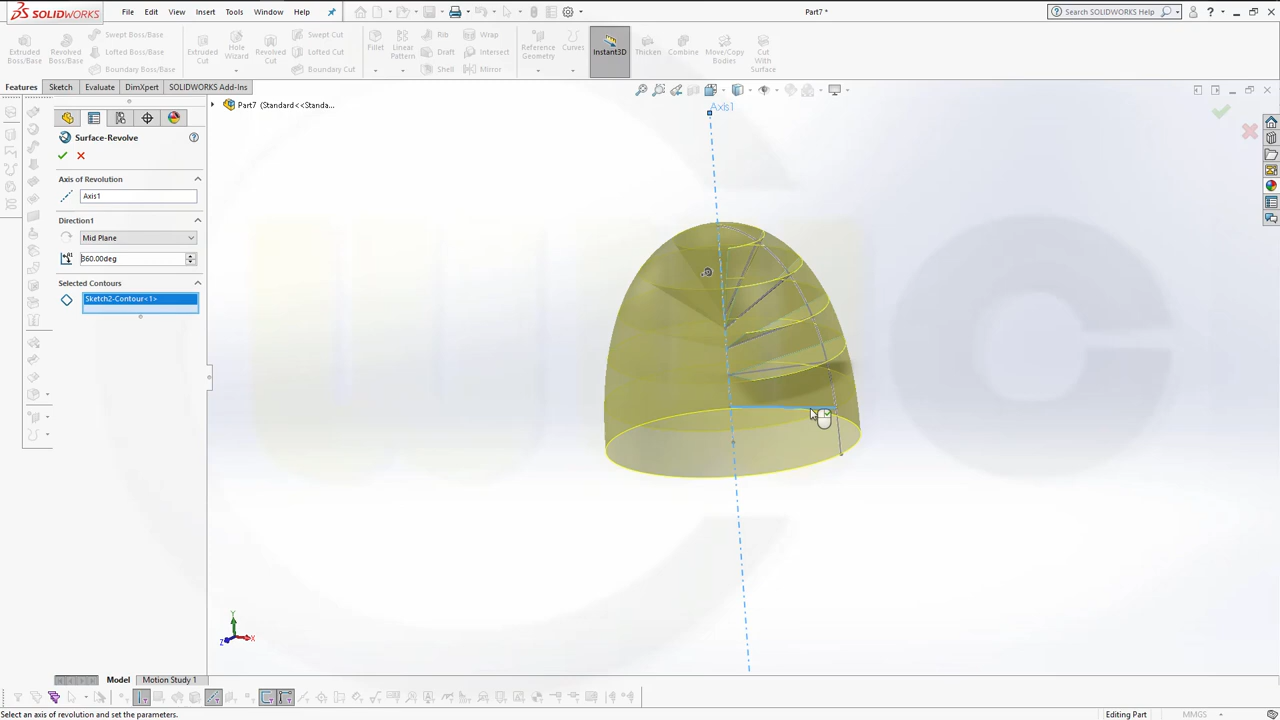 SOLIDWORKS File Edit View Insert Tools Window Help Part7 * Search SOLIDWORKS Help
Extruded Boss/Base Revolved Boss/Base Swept Boss/Base Lofted Boss/Base Boundary Boss/Base Extruded Cut Hole Wizard Revolved Cut Swept Cut Lofted Cut Boundary Cut Fillet Linear Pattern Rib Draft Shell Wrap Intersect Mirror Reference Geometry Curves Instant3D Thicken Combine Move/Copy Bodies Cut With Surface
Features Sketch Evaluate DimXpert SOLIDWORKS Add-Ins
Part7 (Standard<<Standa...
Axis1
Surface-Revolve
Axis of Revolution
Axis1
Direction1
Mid Plane
360.00deg
Selected Contours
Sketch2-Contour<1>
Y
Z X
Model Motion Study 1
Select an axis of revolution and set the parameters. Editing Part MMGS